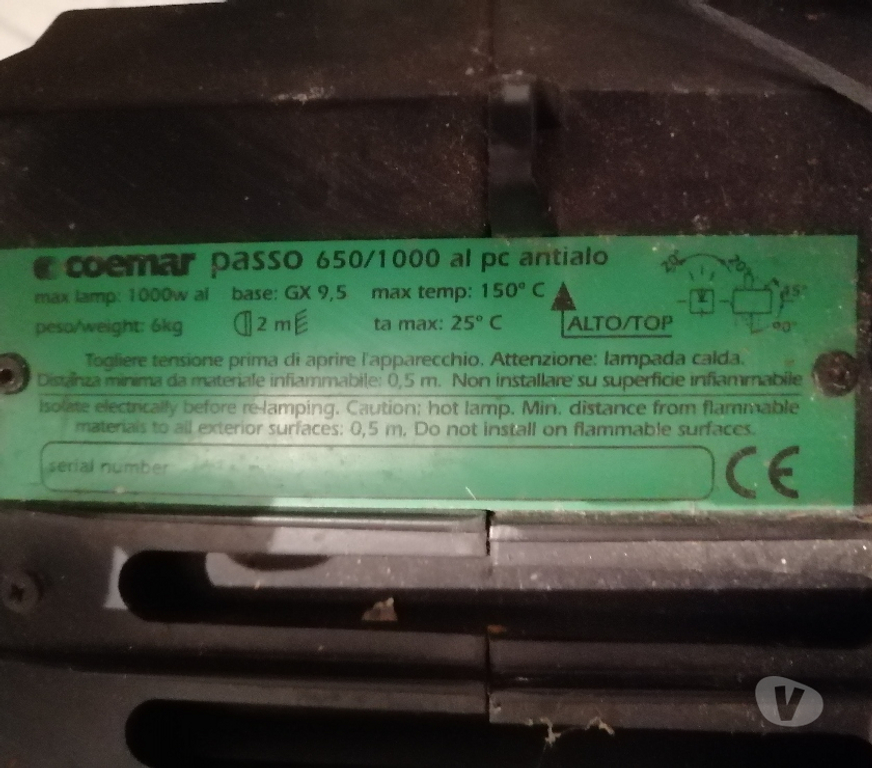 coemar passo 650/1000 al pc antialo
max lamp: 1000w al base: GX 9,5 max temp: 150° C
peso/weight: 6kg 2 m ta max: 25° C ALTO/TOP
20° 20° 45° 90°
Togliere tensione prima di aprire l'apparecchio. Attenzione: lampada calda.
Distanza minima da materiale infiammabile: 0,5 m. Non installare su superficie infiammabile
Isolate electrically before re-lamping. Caution: hot lamp. Min. distance from flammable
materials to all exterior surfaces: 0,5 m. Do not install on flammable surfaces.
serial number
CE
V